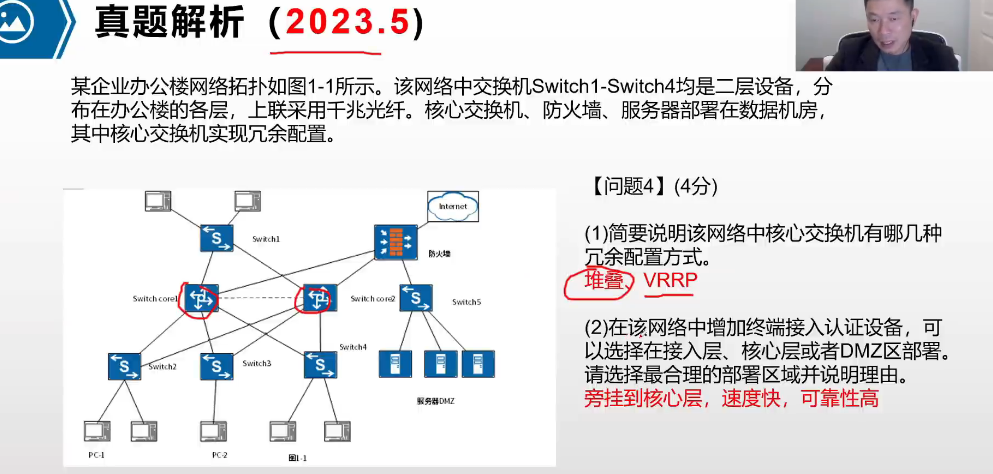 真题解析（2023.5）
某企业办公楼网络拓扑如图1-1所示。该网络中交换机Switch1-Switch4均是二层设备，分
布在办公楼的各层，上联采用千兆光纤。核心交换机、防火墙、服务器部署在数据机房，
其中核心交换机实现冗余配置。
Internet
Switch1
防火墙
Switch core1
Switch core2
Switch5
Switch2
Switch3
Switch4
服务器DMZ
PC-1
PC-2
图1-1
【问题4】(4分)
(1)简要说明该网络中核心交换机有哪几种
冗余配置方式。
堆叠、VRRP
(2)在该网络中增加终端接入认证设备，可
以选择在接入层、核心层或者DMZ区部署。
请选择最合理的部署区域并说明理由。
旁挂到核心层，速度快，可靠性高